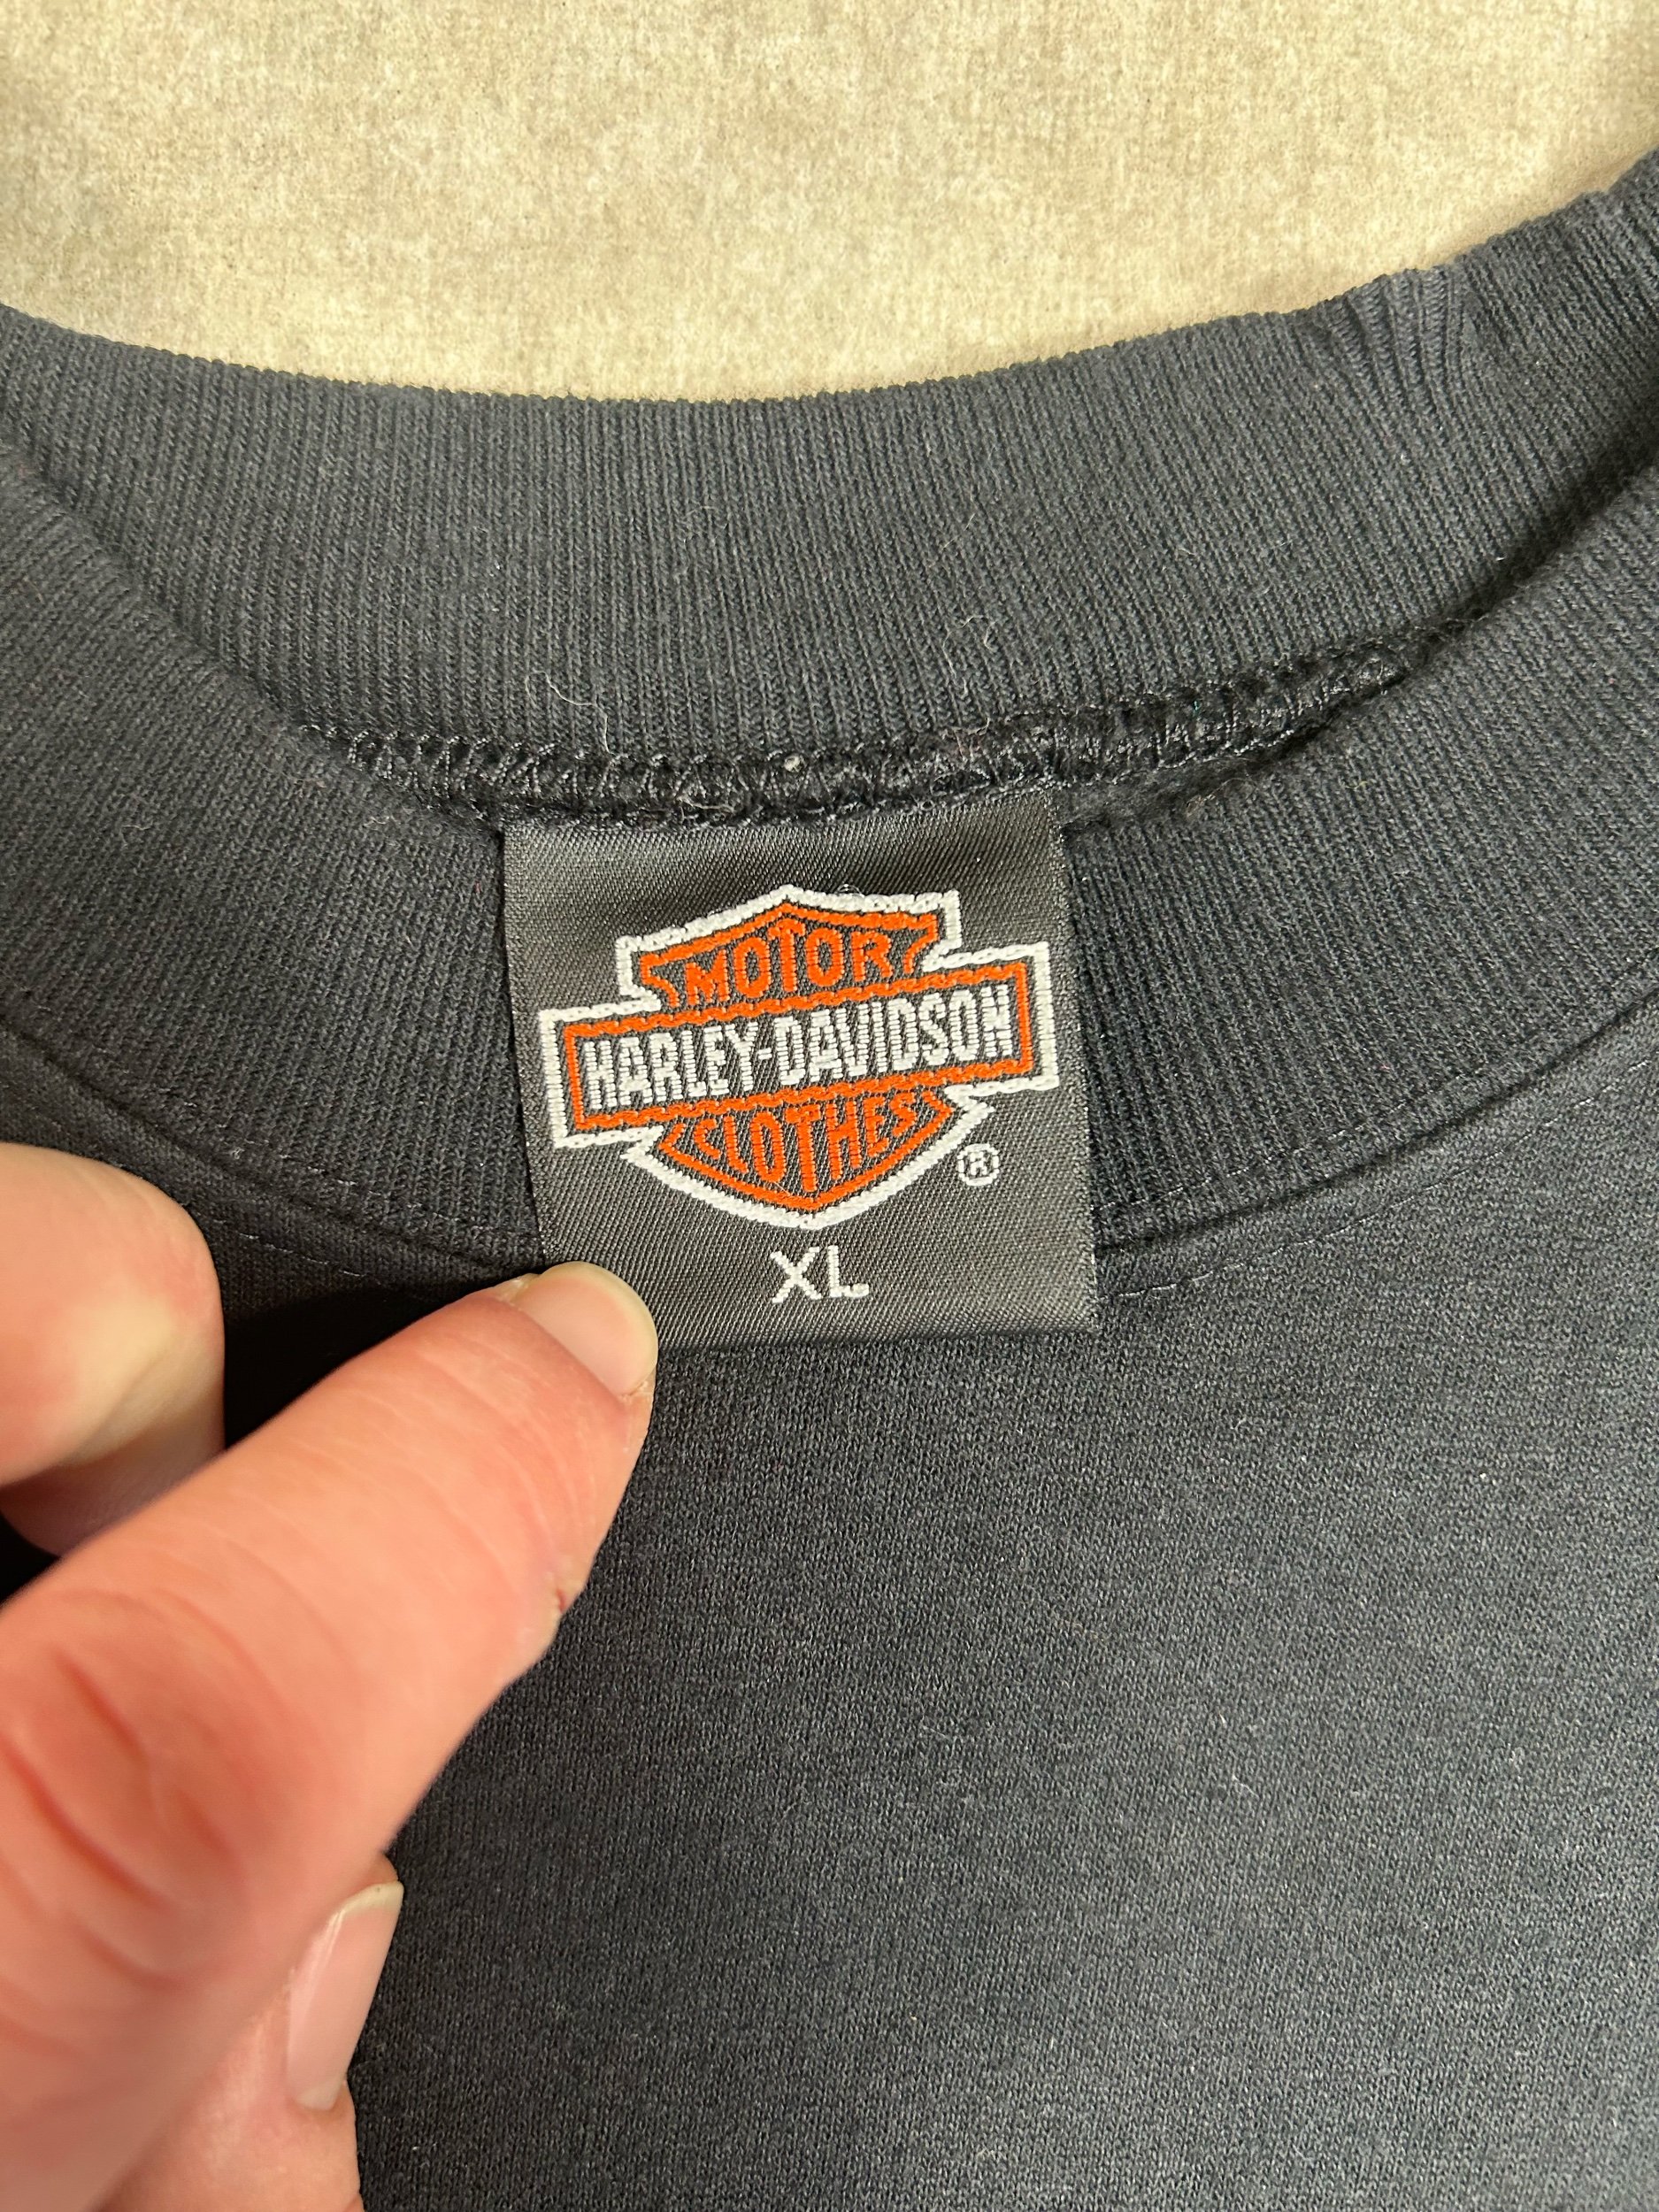 MOTOR
HARLEY-DAVIDSON
CLOTHES
®
XL